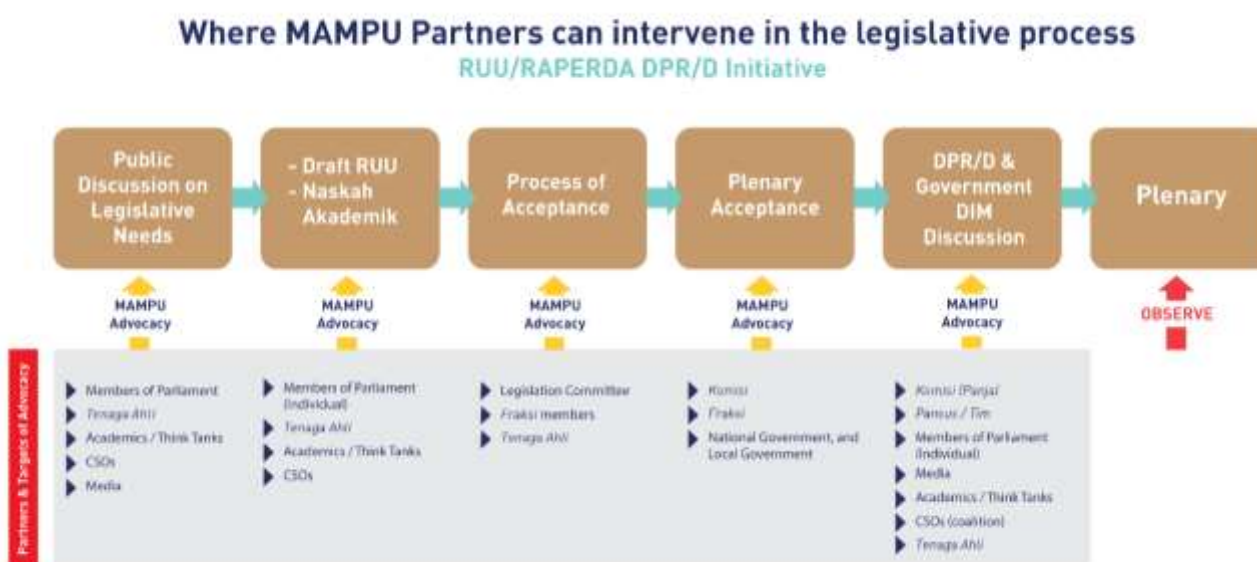 Where MAMPU Partners can intervene in the legislative process
RUU/RAPERDA DPR/D Initiative
Public
Discussion on
Legislative
Needs
- Draft RUU
- Naskah
Akademik
Process of
Acceptance
Plenary
Acceptance
DPR/D &
Government
DIM
Discussion
Plenary
MAMPU
Advocacy
MAMPU
Advocacy
MAMPU
Advocacy
MAMPU
Advocacy
MAMPU
Advocacy
OBSERVE
Partners & Targets of Advocacy
Members of Parliament
Tenaga Ahli
Academics / Think Tanks
CSOs
Media
Members of Parliament
(Individual)
Tenaga Ahli
Academics / Think Tanks
CSOs
Legislation Committee
Fraksi members
Tenaga Ahli
Komisi
Fraksi
National Government, and
Local Government
Komisi (Panja)
Pansus / Tim
Members of Parliament
(Individual)
Media
Academics / Think Tanks
CSOs (coalition)
Tenaga Ahli